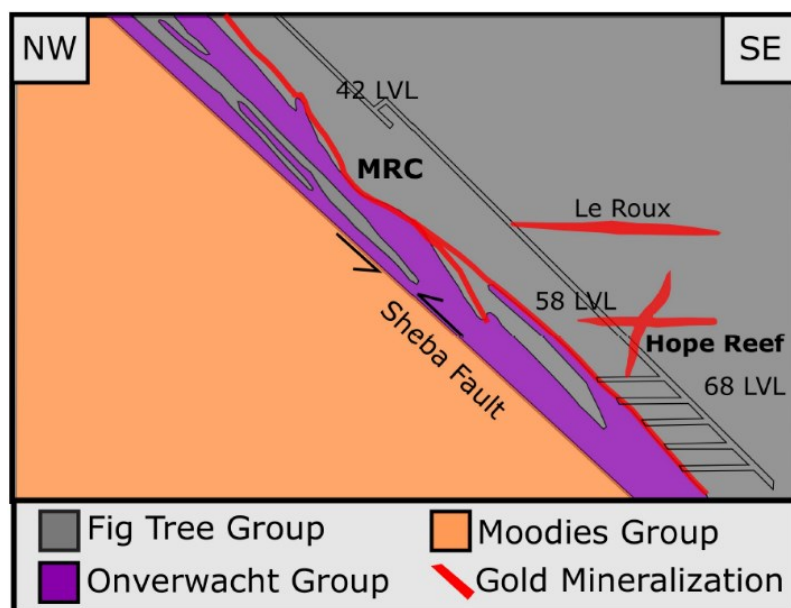 NW
SE
42 LVL
MRC
Le Roux
58 LVL
Hope Reef
68 LVL
Sheba Fault
Fig Tree Group
Moodies Group
Onverwacht Group
Gold Mineralization